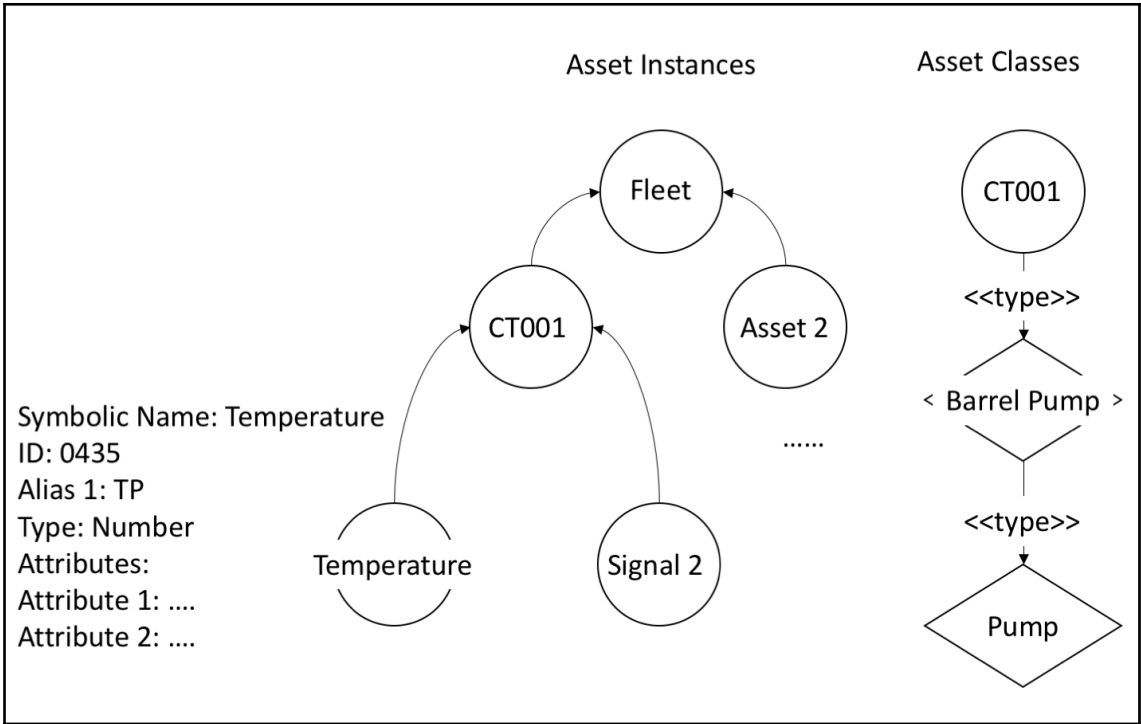 Asset Instances
Asset Classes
Fleet
CT001
CT001
Asset 2
<<type>>
< Barrel Pump >
Symbolic Name: Temperature
ID: 0435
Alias 1: TP
Type: Number
Attributes:
Attribute 1: ....
Attribute 2: ....
......
Temperature
Signal 2
<<type>>
Pump